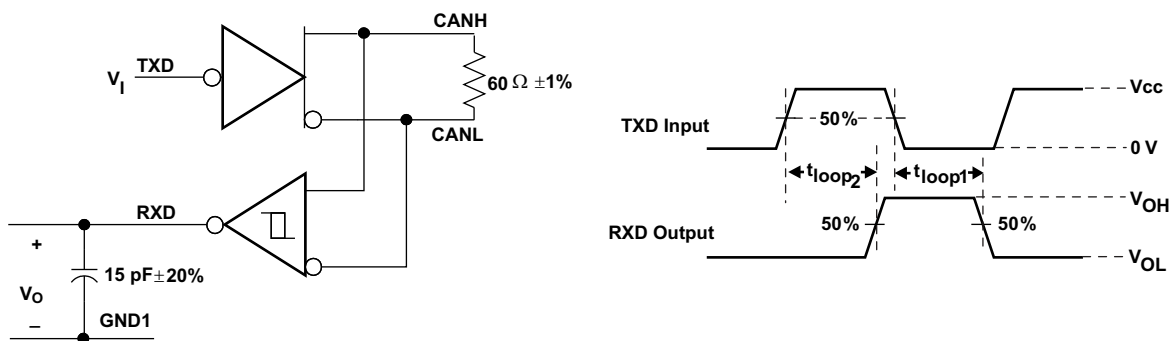 CANH
TXD
V_I
60 Ω ±1%
CANL
RXD
+
15 pF±20%
V_O
–
GND1
Vcc
TXD Input
50%
0 V
t_loop2
t_loop1
V_OH
50%
50%
RXD Output
V_OL